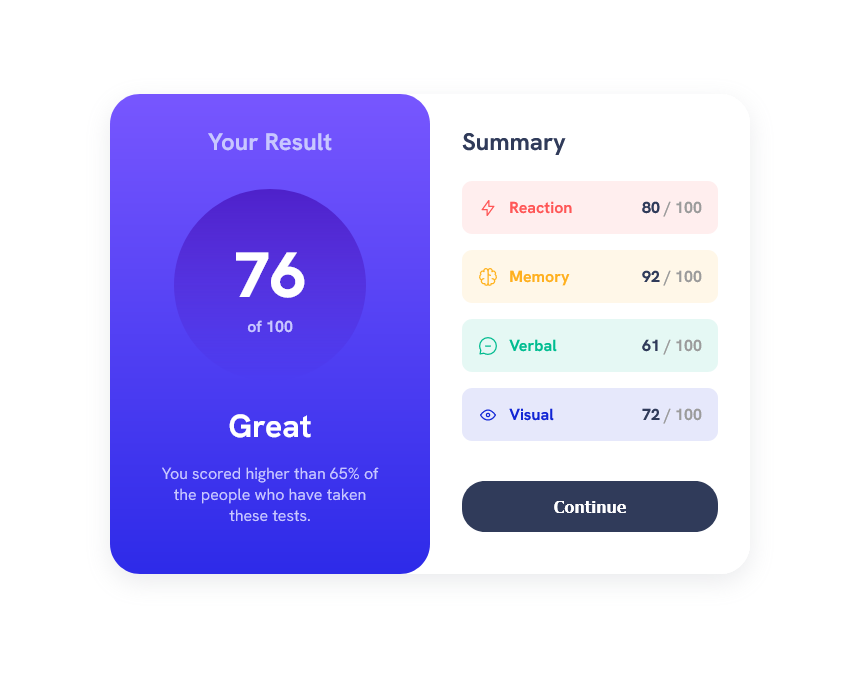 Your Result
76
of 100
Great
You scored higher than 65% of
the people who have taken
these tests.
Summary
Reaction 80 / 100
Memory 92 / 100
Verbal 61 / 100
Visual 72 / 100
Continue